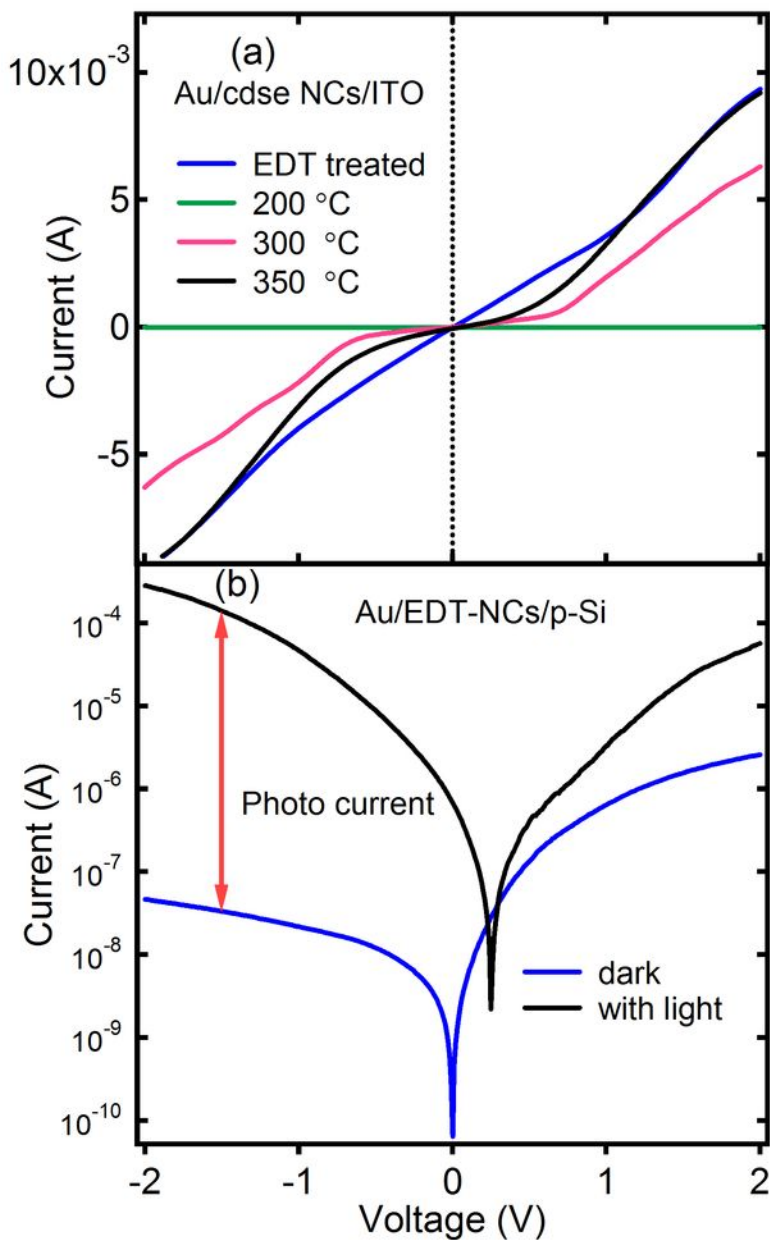 (a)
10x10⁻³
Au/cdse NCs/ITO
EDT treated
200 °C
300 °C
350 °C
5
0
-5
Current (A)
(b)
Au/EDT-NCs/p-Si
10⁻⁴
10⁻⁵
10⁻⁶
Photo current
10⁻⁷
10⁻⁸
dark
with light
10⁻⁹
10⁻¹⁰
Current (A)
-2 -1 0 1 2
Voltage (V)